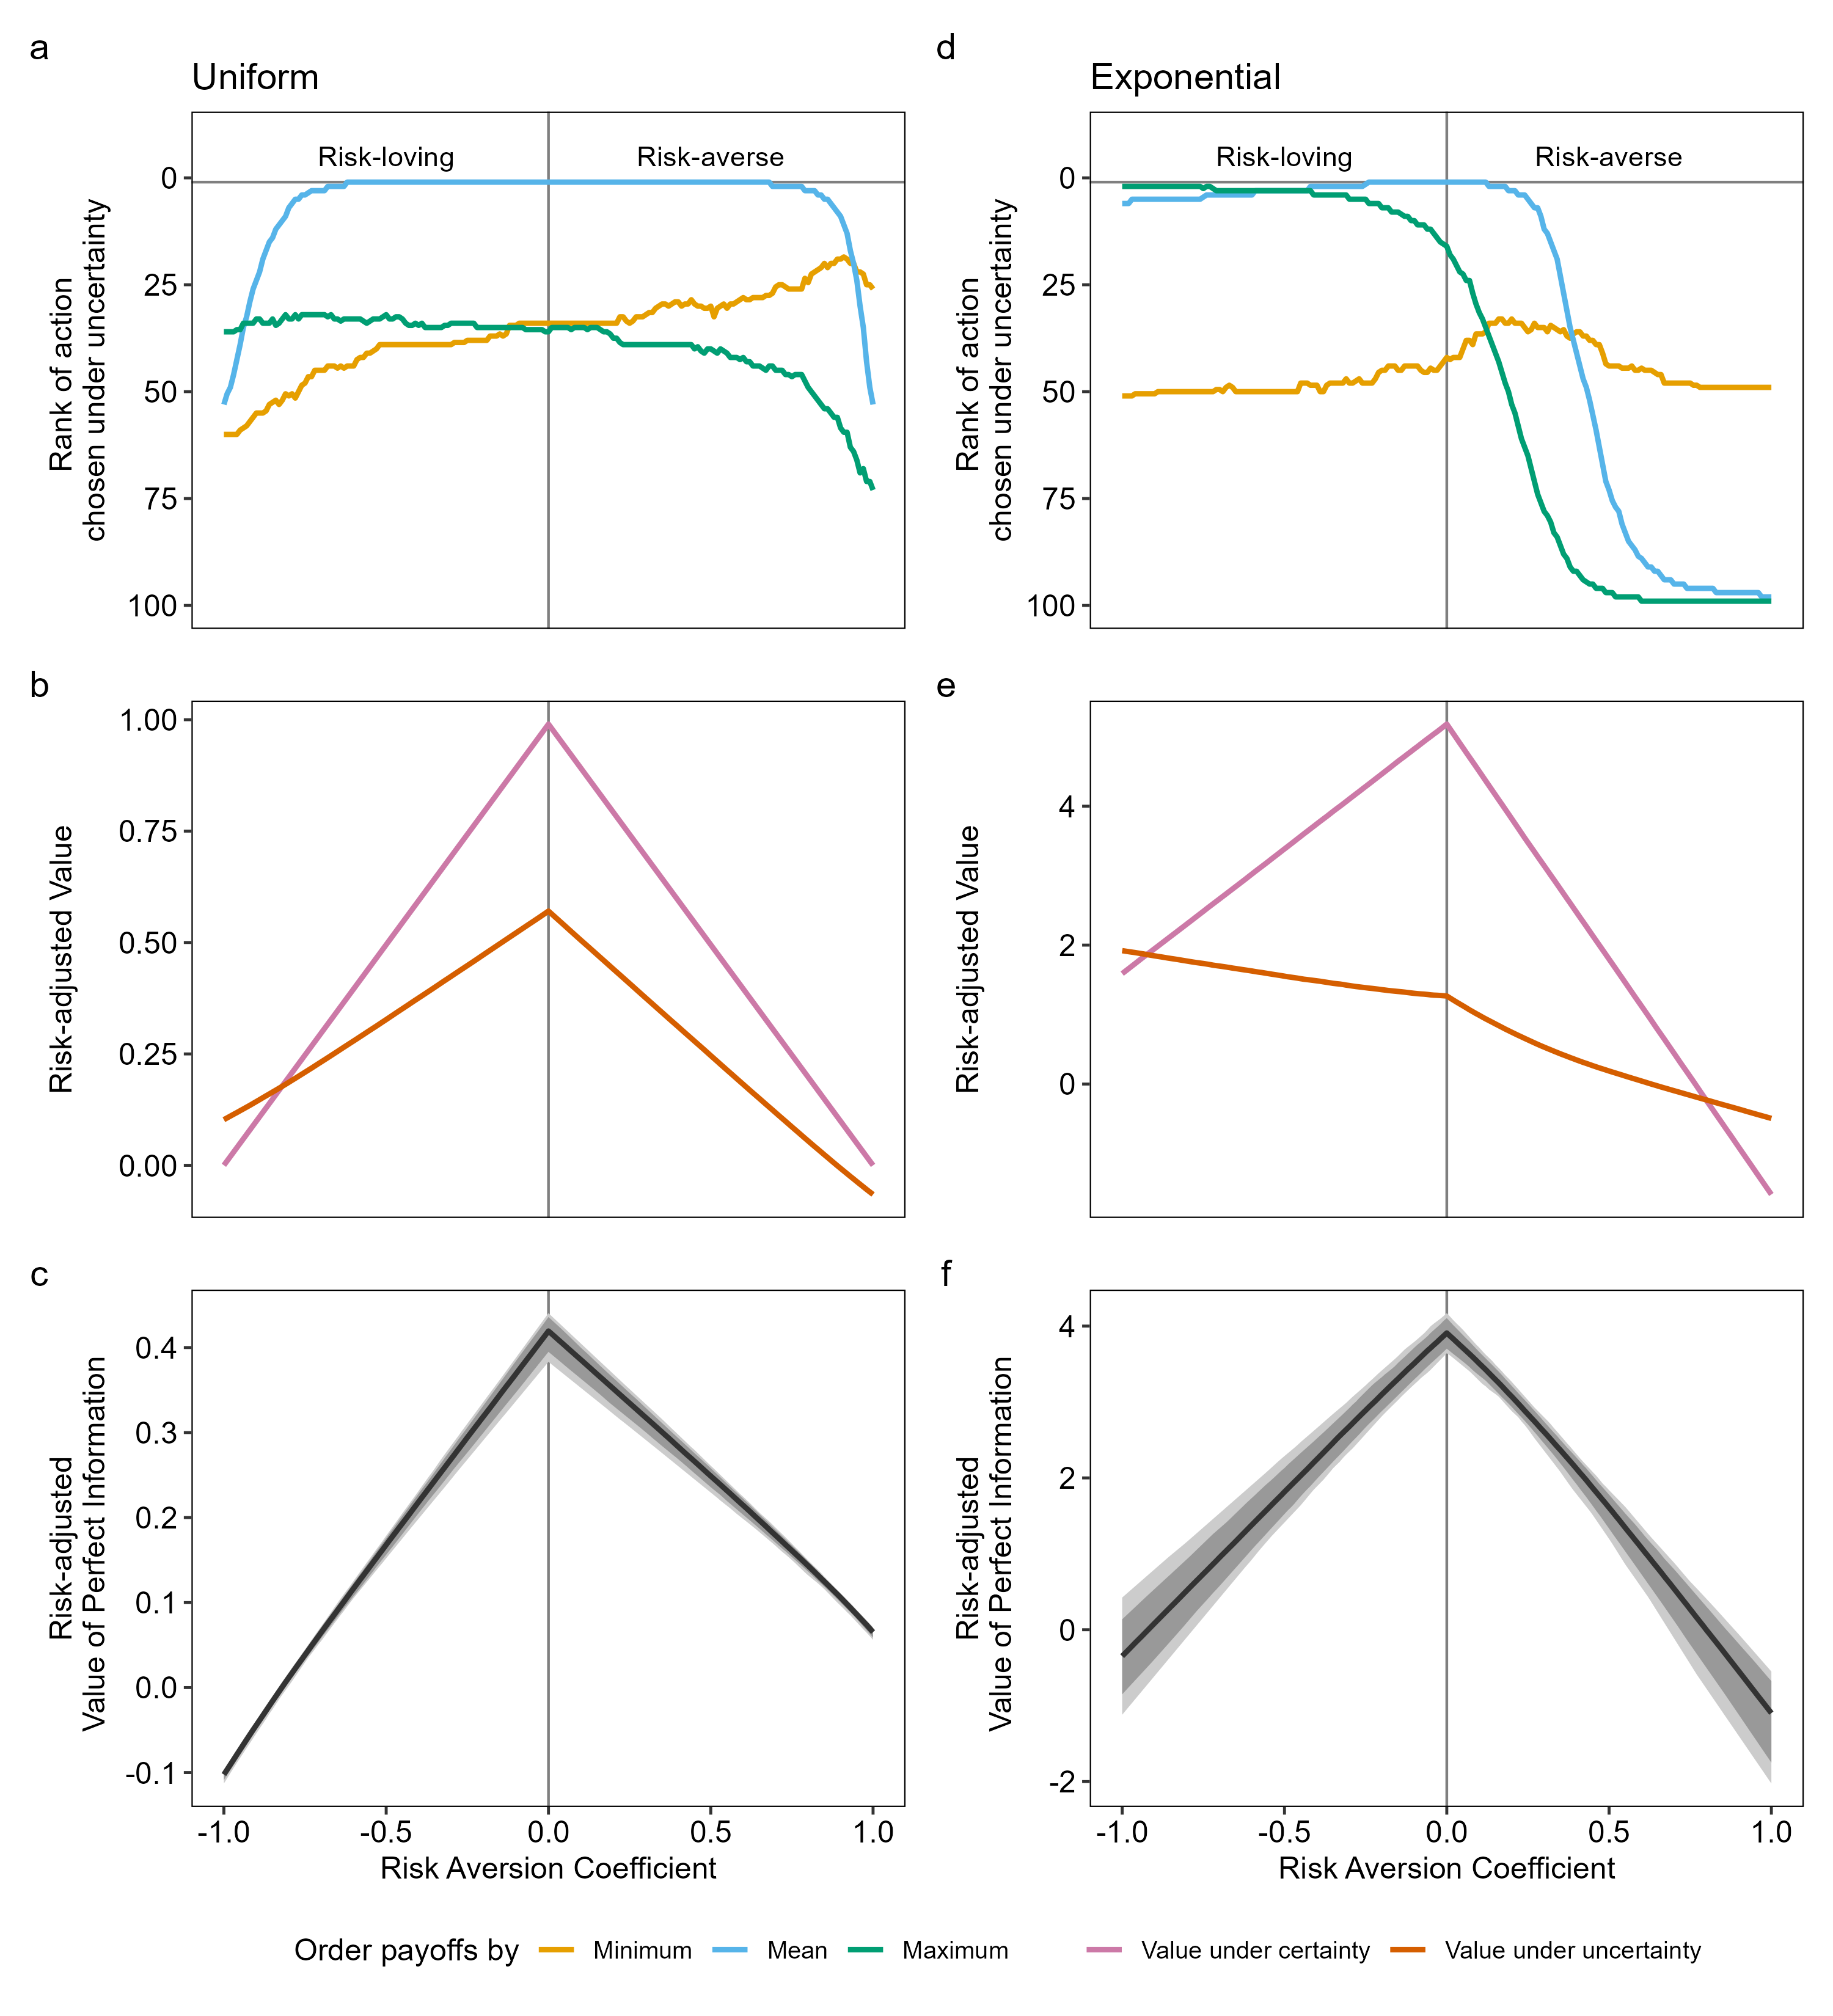 a
Uniform
Risk-loving
Risk-averse
0
25
50
75
100
Rank of action
chosen under uncertainty
d
Exponential
Risk-loving
Risk-averse
0
25
50
75
100
Rank of action
chosen under uncertainty
b
1.00
0.75
0.50
0.25
0.00
Risk-adjusted Value
e
4
2
0
Risk-adjusted Value
c
0.4
0.3
0.2
0.1
0.0
-0.1
Risk-adjusted
Value of Perfect Information
-1.0 -0.5 0.0 0.5 1.0
Risk Aversion Coefficient
f
4
2
0
-2
Risk-adjusted
Value of Perfect Information
-1.0 -0.5 0.0 0.5 1.0
Risk Aversion Coefficient
Order payoffs by Minimum Mean Maximum Value under certainty Value under uncertainty